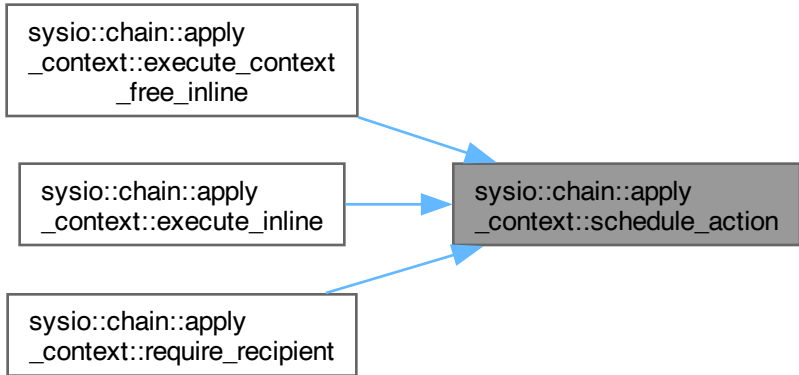 sysio::chain::apply
_context::execute_context
_free_inline
sysio::chain::apply
_context::execute_inline
sysio::chain::apply
_context::schedule_action
sysio::chain::apply
_context::require_recipient